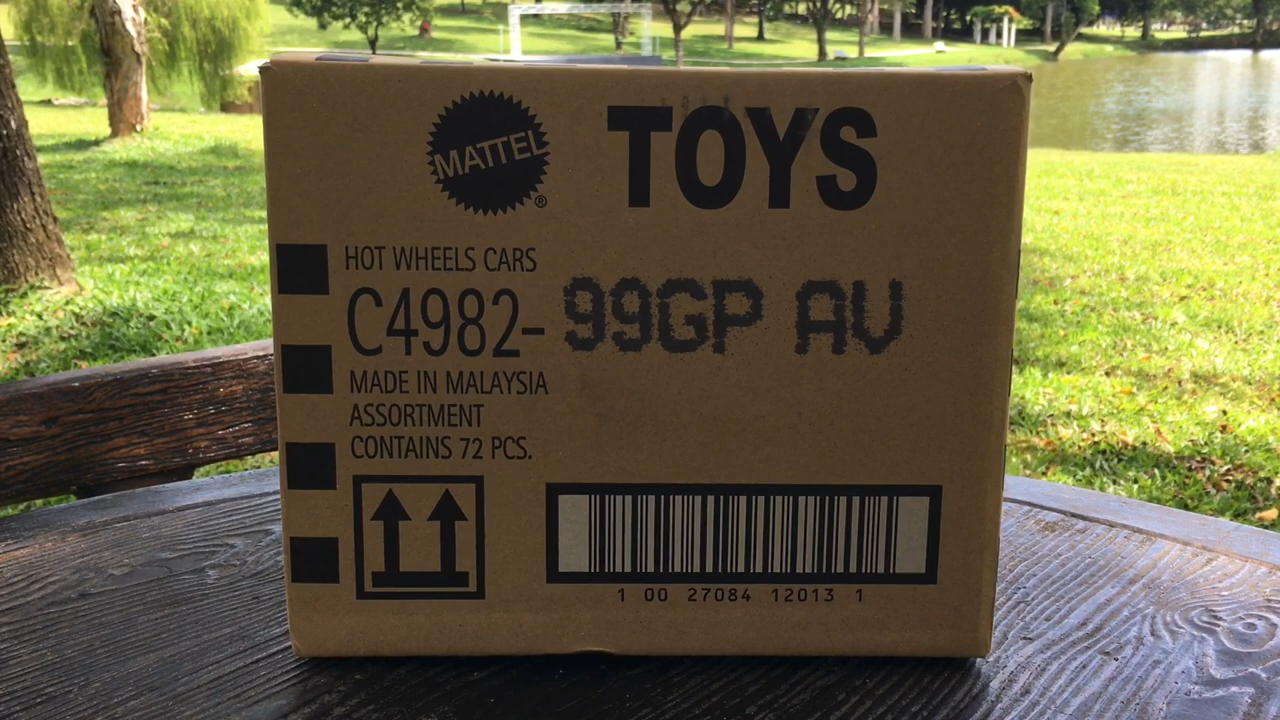 MATTEL ®
TOYS
HOT WHEELS CARS
C4982- 99GP AV
MADE IN MALAYSIA
ASSORTMENT
CONTAINS 72 PCS.
1 00 27084 12013 1